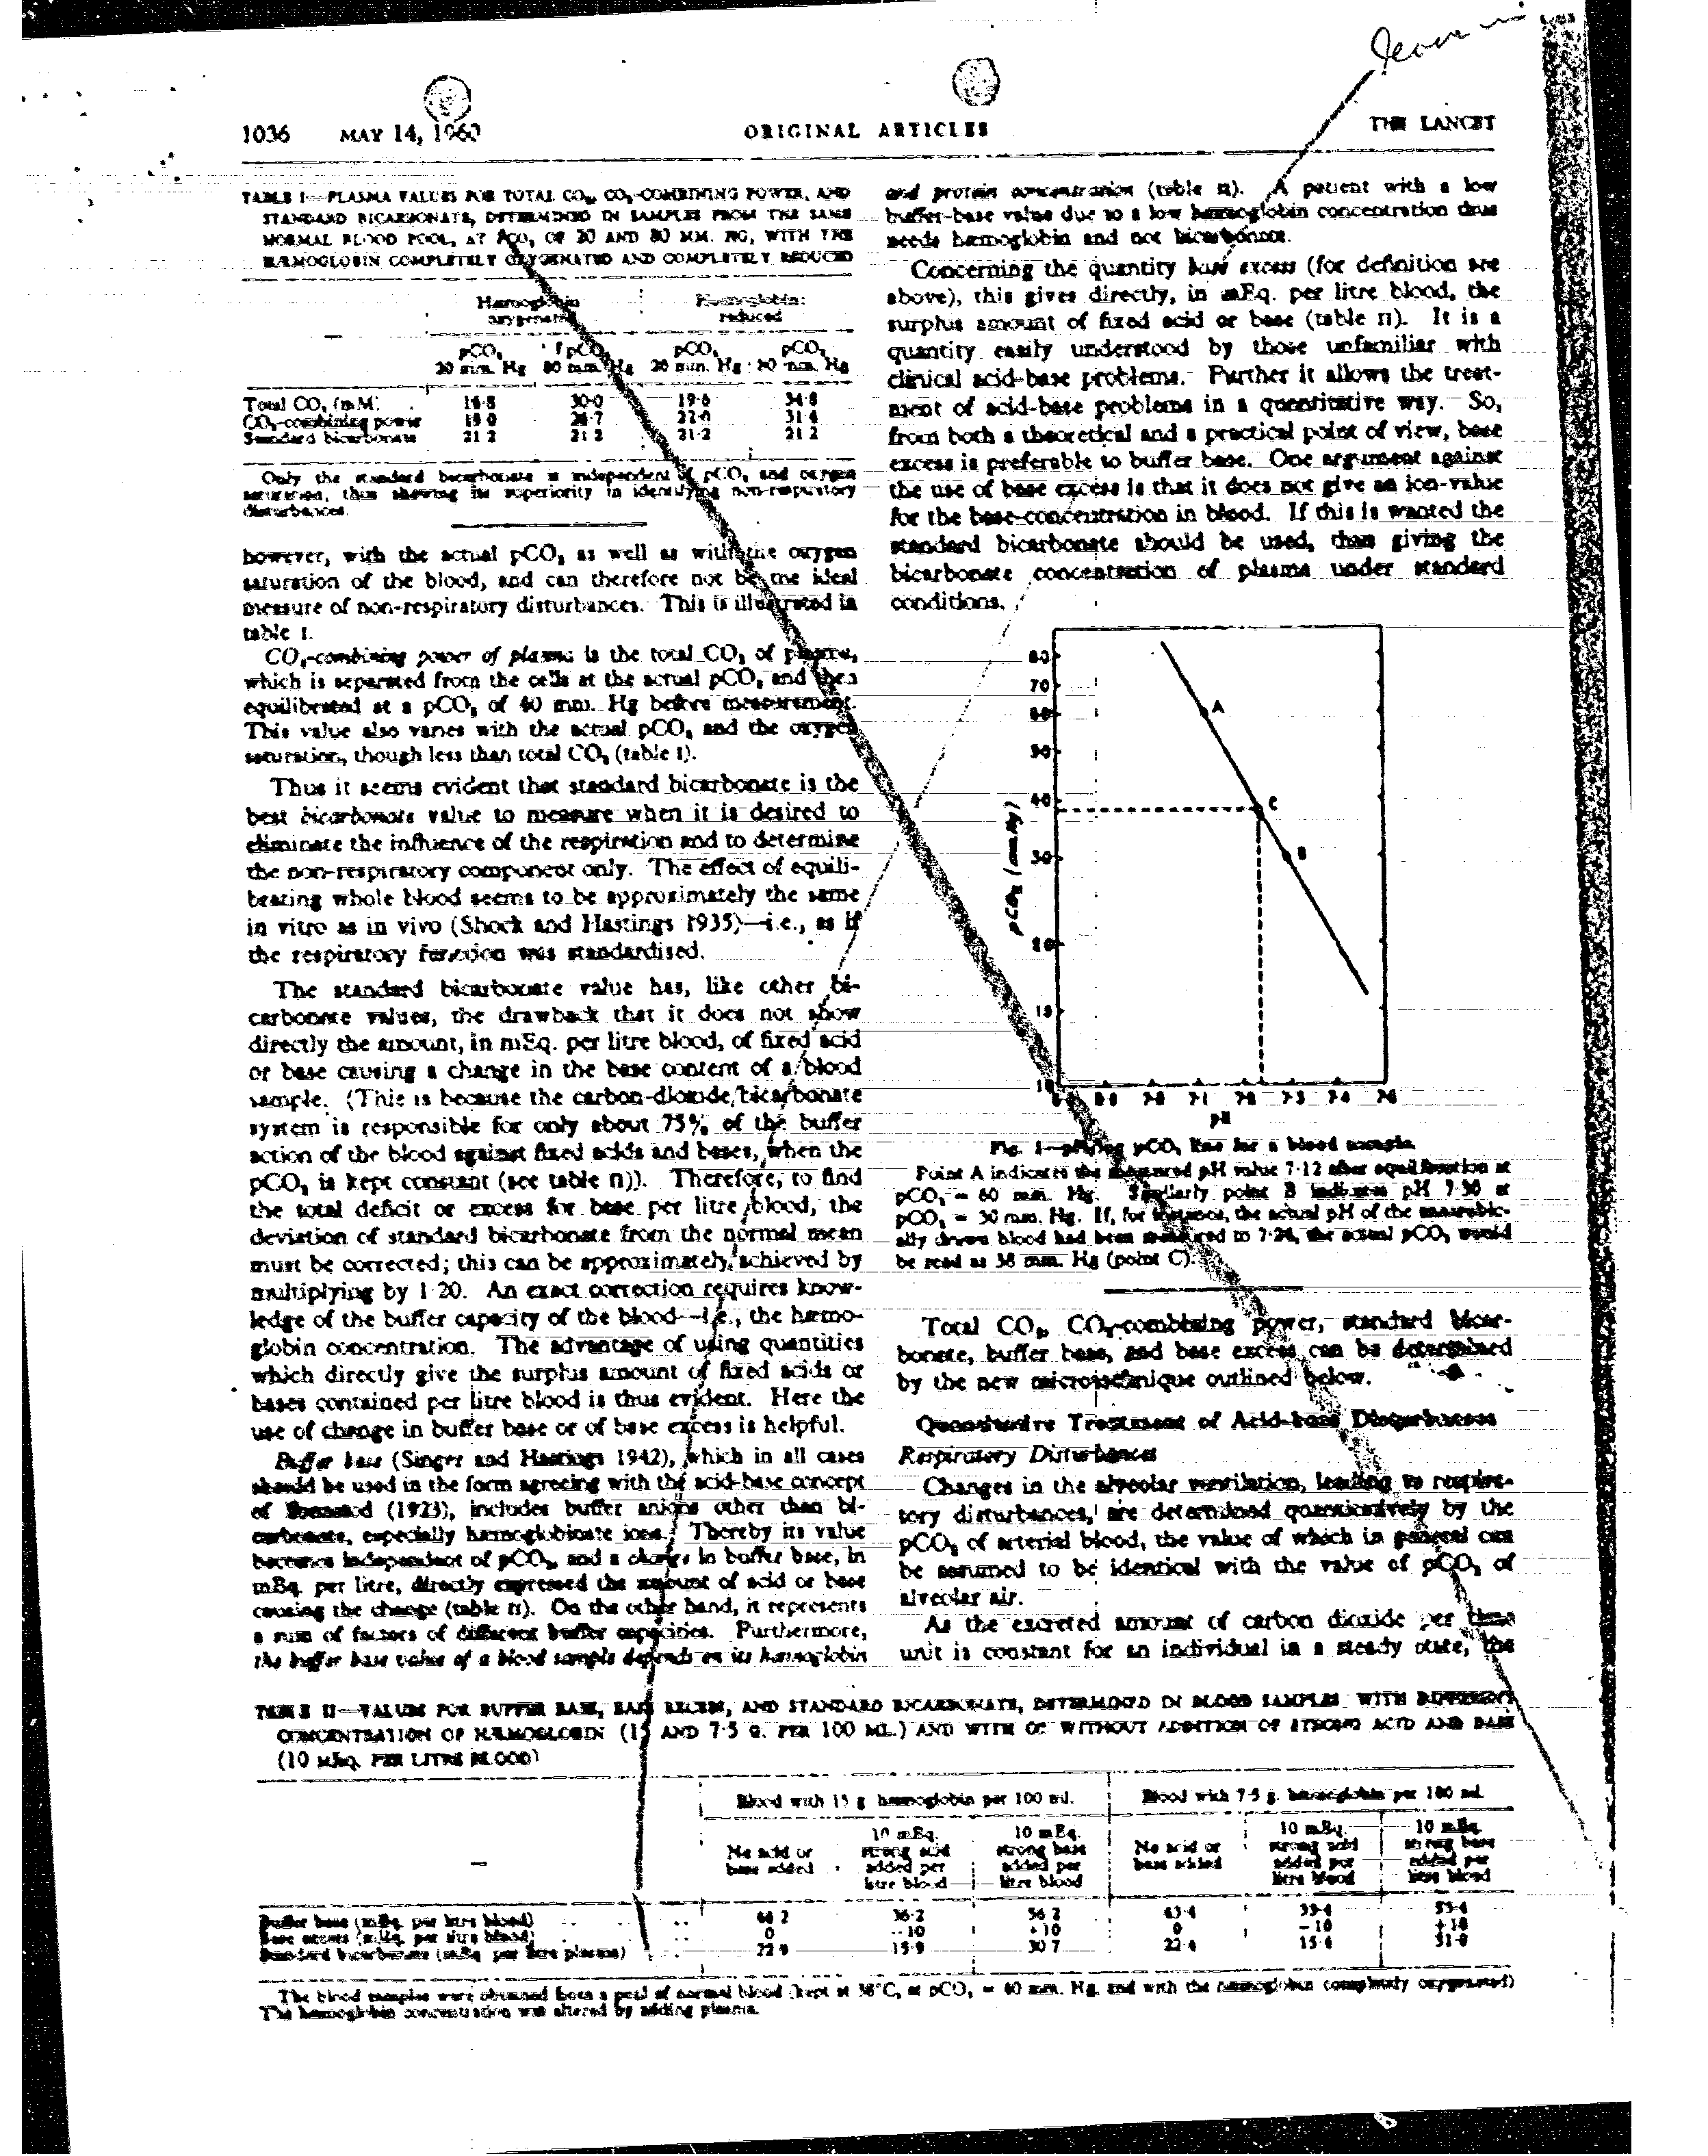 1036 MAY 14, 1960 ORIGINAL ARTICLES THE LANCET
TABLE I—PLASMA VALUES FOR TOTAL CO₂, CO₂-COMBINING POWER, AND
STANDARD BICARBONATE, DETERMINED IN SAMPLES FROM THE SAME
NORMAL BLOOD POOL, AT PCO₂ OF 20 AND 80 MM. HG, WITH THE
HÆMOGLOBIN COMPLETELY OXYGENATED AND COMPLETELY REDUCED
Hæmoglobin oxygenated
Hæmoglobin reduced
—
pCO₂ 20 mm. Hg
pCO₂ 80 mm. Hg
pCO₂ 20 mm. Hg
pCO₂ 80 mm. Hg
Total CO₂ (mM) 16·8 30·0 19·6 34·8
CO₂-combining power 19·0 28·7 22·0 31·4
Standard bicarbonate 21·2 21·2 21·2 21·2
Only the standard bicarbonate is independent of pCO₂ and oxygen
saturation, thus showing its superiority in identifying non-respiratory
disturbances.
however, with the actual pCO₂ as well as with the oxygen
saturation of the blood, and can therefore not be the ideal
measure of non-respiratory disturbances. This is illustrated in
table I.
CO₂-combining power of plasma is the total CO₂ of plasma,
which is separated from the cells at the actual pCO₂ and then
equilibrated at a pCO₂ of 40 mm. Hg before measurement.
This value also varies with the actual pCO₂ and the oxygen
saturation, though less than total CO₂ (table I).
Thus it seems evident that standard bicarbonate is the
best bicarbonate value to measure when it is desired to
eliminate the influence of the respiration and to determine
the non-respiratory component only. The effect of equili-
brating whole blood seems to be approximately the same
in vitro as in vivo (Shock and Hastings 1935)—i.e., as if
the respiratory function was standardised.
The standard bicarbonate value has, like other bi-
carbonate values, the drawback that it does not show
directly the amount, in mEq. per litre blood, of fixed acid
or base causing a change in the base content of a blood
sample. (This is because the carbon-dioxide/bicarbonate
system is responsible for only about 75% of the buffer
action of the blood against fixed acids and bases, when the
pCO₂ is kept constant (see table II)). Therefore, to find
the total deficit or excess for base per litre blood, the
deviation of standard bicarbonate from the normal mean
must be corrected; this can be approximately achieved by
multiplying by 1·20. An exact correction requires know-
ledge of the buffer capacity of the blood—i.e., the hæmo-
globin concentration. The advantage of using quantities
which directly give the surplus amount of fixed acids or
bases contained per litre blood is thus evident. Here the
use of change in buffer base or of base excess is helpful.
Buffer base (Singer and Hastings 1942), which in all cases
should be used in the form agreeing with the acid-base concept
of (1923), includes buffer anions other than bi-
carbonate, especially hæmoglobinate ions. Thereby its value
becomes independent of pCO₂, and a change in buffer base, in
mEq. per litre, directly expressed the amount of acid or base
causing the change (table II). On the other hand, it represents
a sum of factors of different buffer capacities. Furthermore,
the buffer base value of a blood sample depends on its hæmoglobin
and protein concentration (table II). A patient with a low
buffer-base value due to a low hæmoglobin concentration thus
needs hæmoglobin and not bicarbonate.
Concerning the quantity base excess (for definition see
above), this gives directly, in mEq. per litre blood, the
surplus amount of fixed acid or base (table II). It is a
quantity easily understood by those unfamiliar with
clinical acid-base problems. Further it allows the treat-
ment of acid-base problems in a quantitative way. So,
from both a theoretical and a practical point of view, base
excess is preferable to buffer base. One argument against
the use of base excess is that it does not give an ion-value
for the base-concentration in blood. If this is wanted the
standard bicarbonate should be used, thus giving the
bicarbonate concentration of plasma under standard
conditions.
80
70
60
50
40
30
20
15
10
A
C
B
pCO₂ (mm.Hg)
7·0 7·1 7·2 7·3 7·4
pH
Fig. 1—pH/log pCO₂ line for a blood sample.
Point A indicates the measured pH value 7·12 after equilibration at
pCO₂ = 60 mm. Hg. Similarly point B indicates pH 7·30 at
pCO₂ = 30 mm. Hg. If, for instance, the actual pH of the anaerobic-
ally drawn blood had been measured to 7·24, the actual pCO₂ would
be read as 38 mm. Hg (point C).
Total CO₂, CO₂-combining power, standard bicar-
bonate, buffer base, and base excess can be determined
by the new microtechnique outlined below.
Quantitative Treatment of Acid-base Disturbances
Respiratory Disturbances
Changes in the alveolar ventilation, leading to respira-
tory disturbances, are determined quantitatively by the
pCO₂ of arterial blood, the value of which in general can
be assumed to be identical with the value of pCO₂ of
alveolar air.
As the excreted amount of carbon dioxide per time
unit is constant for an individual in a steady state, the
TABLE II—VALUES FOR BUFFER BASE, BASE EXCESS, AND STANDARD BICARBONATE, DETERMINED IN BLOOD SAMPLES WITH DIFFERENT
CONCENTRATION OF HÆMOGLOBIN (15 AND 7·5 G. PER 100 ML.) AND WITH OR WITHOUT ADDITION OF STRONG ACID AND BASE
(10 MEQ. PER LITRE BLOOD)
Blood with 15 g. hæmoglobin per 100 ml.
Blood with 7·5 g. hæmoglobin per 100 ml.
—
No acid or base added
10 mEq. strong acid added per litre blood
10 mEq. strong base added per litre blood
No acid or base added
10 mEq. strong acid added per litre blood
10 mEq. strong base added per litre blood
Buffer base (mEq. per litre blood) .. .. 46·2 36·2 56·2 43·4 33·4 53·4
Base excess (mEq. per litre blood) .. .. 0 −10 +10 0 −10 +10
Standard bicarbonate (mEq. per litre plasma) .. 22·9 15·9 30·7 22·4 15·4 31·0
The blood samples were obtained from a pool of normal blood (kept at 38°C, at pCO₂ = 40 mm. Hg. and with the hæmoglobin completely oxygenated)
The hæmoglobin concentration was altered by adding plasma.